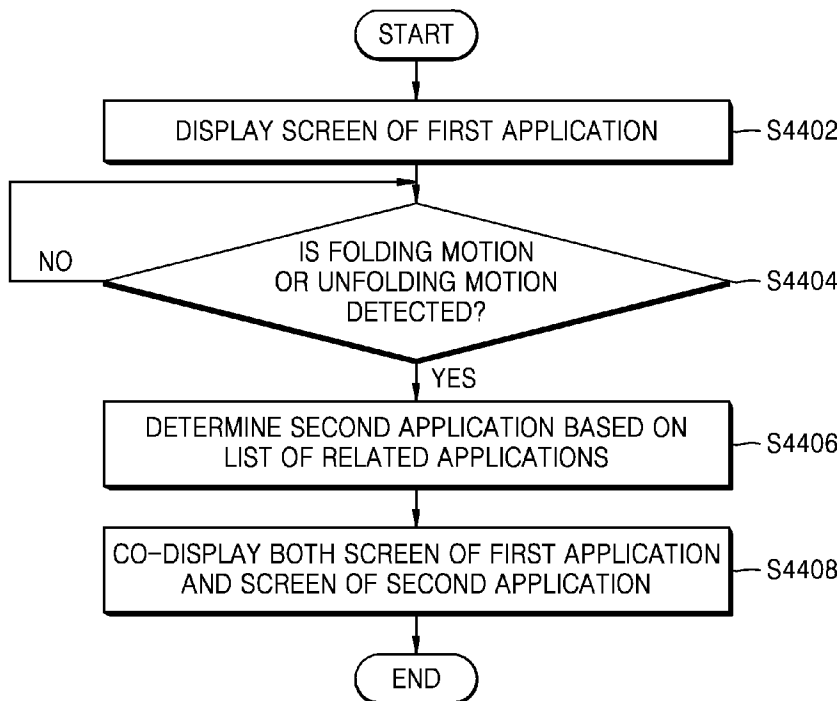 START
DISPLAY SCREEN OF FIRST APPLICATION
S4402
NO
IS FOLDING MOTION
OR UNFOLDING MOTION
DETECTED?
S4404
YES
DETERMINE SECOND APPLICATION BASED ON
LIST OF RELATED APPLICATIONS
S4406
CO-DISPLAY BOTH SCREEN OF FIRST APPLICATION
AND SCREEN OF SECOND APPLICATION
S4408
END